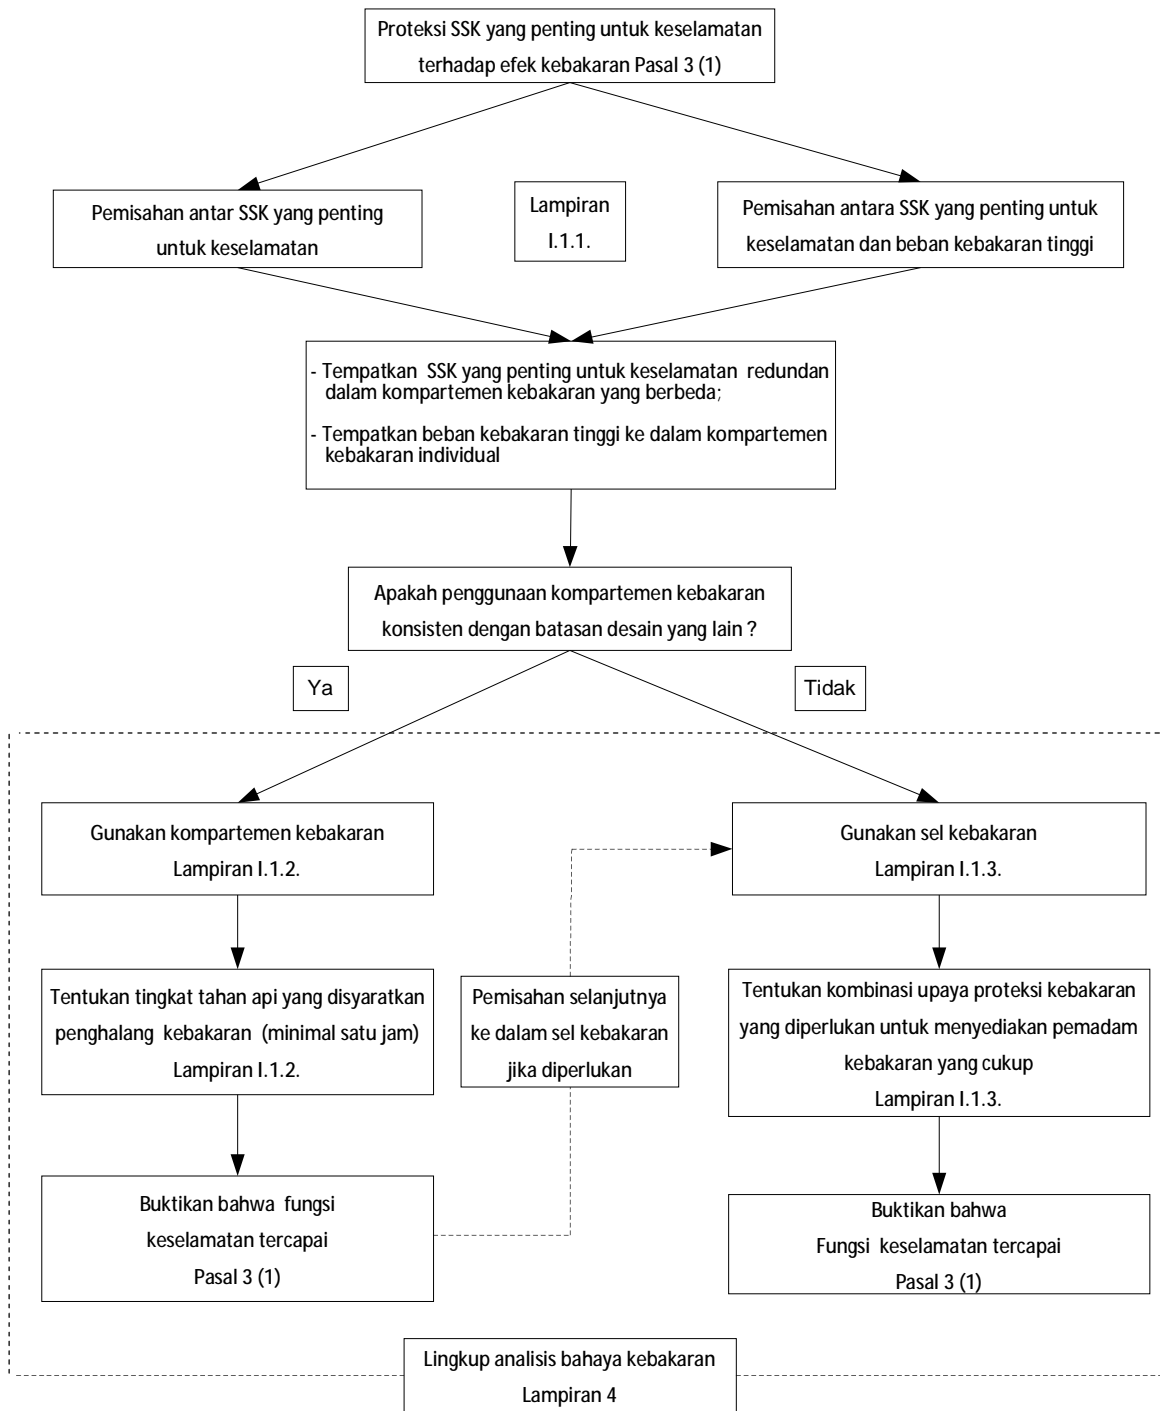 Proteksi SSK yang penting untuk keselamatan
terhadap efek kebakaran Pasal 3 (1)
Pemisahan antar SSK yang penting
untuk keselamatan
Lampiran
I.1.1.
Pemisahan antara SSK yang penting untuk
keselamatan dan beban kebakaran tinggi
- Tempatkan SSK yang penting untuk keselamatan redundan
dalam kompartemen kebakaran yang berbeda;
- Tempatkan beban kebakaran tinggi ke dalam kompartemen
kebakaran individual
Apakah penggunaan kompartemen kebakaran
konsisten dengan batasan desain yang lain ?
Ya
Tidak
Gunakan kompartemen kebakaran
Lampiran I.1.2.
Gunakan sel kebakaran
Lampiran I.1.3.
Tentukan tingkat tahan api yang disyaratkan
penghalang kebakaran (minimal satu jam)
Lampiran I.1.2.
Pemisahan selanjutnya
ke dalam sel kebakaran
jika diperlukan
Tentukan kombinasi upaya proteksi kebakaran
yang diperlukan untuk menyediakan pemadam
kebakaran yang cukup
Lampiran I.1.3.
Buktikan bahwa fungsi
keselamatan tercapai
Pasal 3 (1)
Buktikan bahwa
Fungsi keselamatan tercapai
Pasal 3 (1)
Lingkup analisis bahaya kebakaran
Lampiran 4